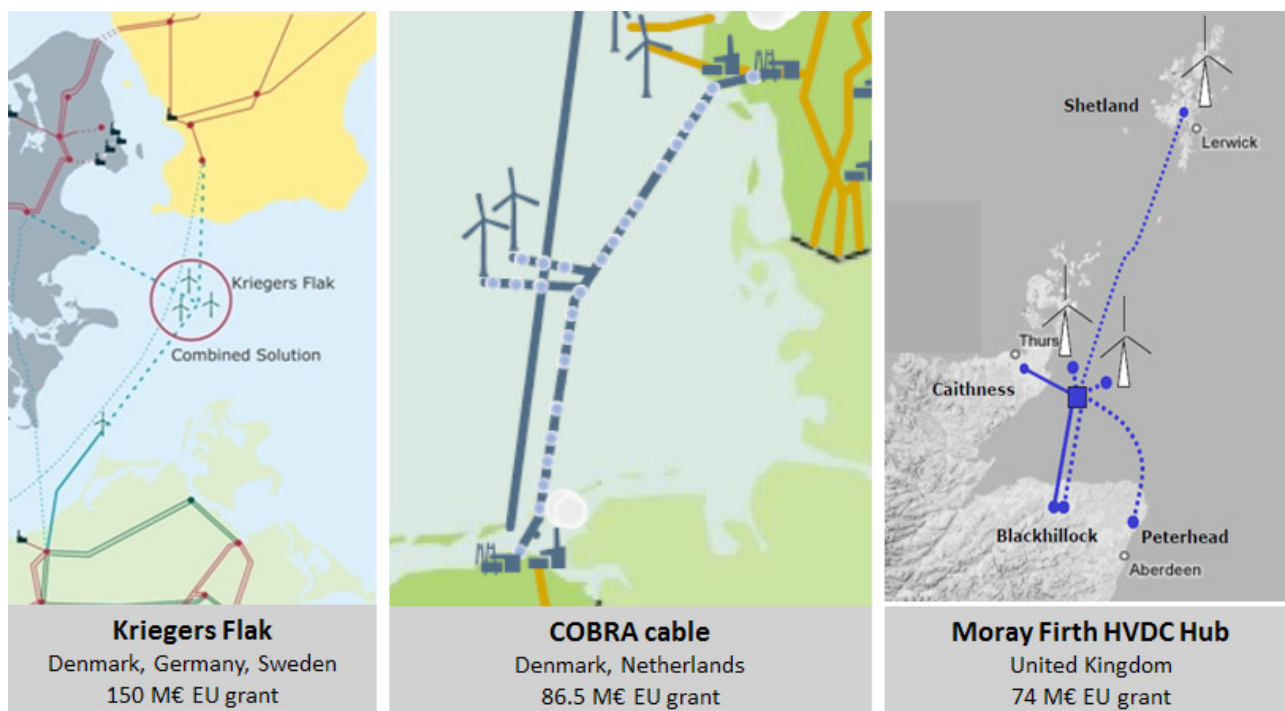 Kriegers Flak
Combined Solution
Kriegers Flak
Denmark, Germany, Sweden
150 M€ EU grant
COBRA cable
Denmark, Netherlands
86.5 M€ EU grant
Shetland
Lerwick
Thurs
Caithness
Blackhillock
Peterhead
Aberdeen
Moray Firth HVDC Hub
United Kingdom
74 M€ EU grant